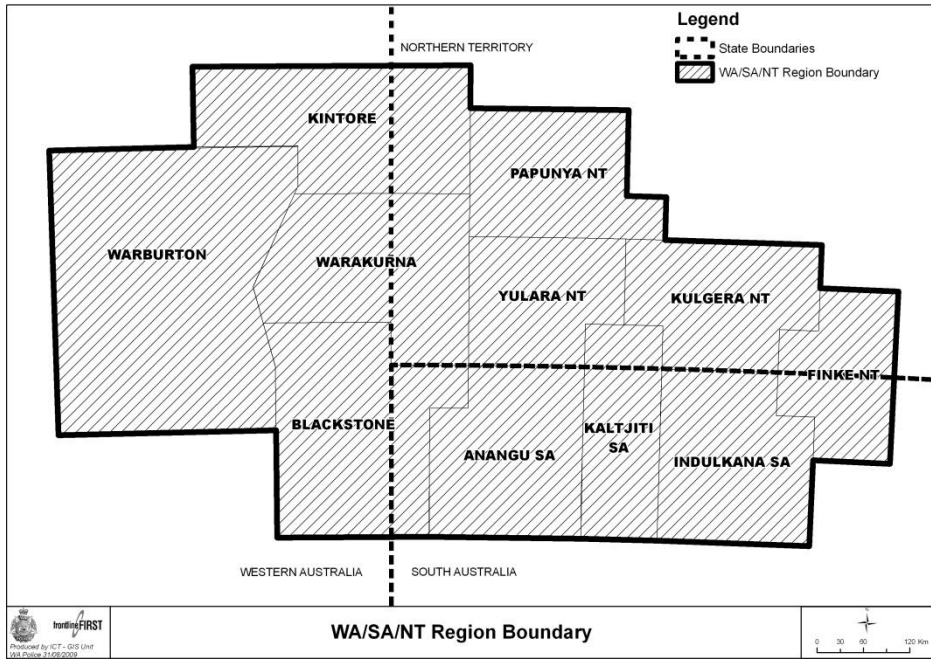 Legend
State Boundaries
WA/SA/NT Region Boundary
NORTHERN TERRITORY
KINTORE
PAPUNYA NT
WARBURTON
WARAKURNA
YULARA NT
KULGERA NT
FINKE NT
BLACKSTONE
ANANGU SA
KALTJITI
SA
INDULKANA SA
WESTERN AUSTRALIA
SOUTH AUSTRALIA
frontlineFIRST
Produced by ICT - GIS Unit
WA Police 31/08/2009
WA/SA/NT Region Boundary
0 30 60 120 Km